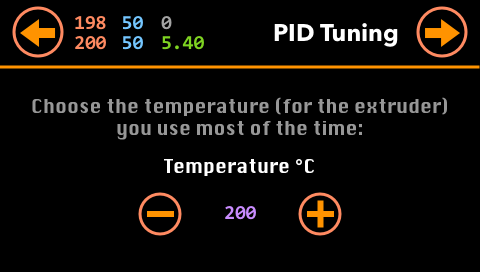 198 50 0
200 50 5.40
PID Tuning
Choose the temperature (for the extruder)
you use most of the time:
Temperature °C
200